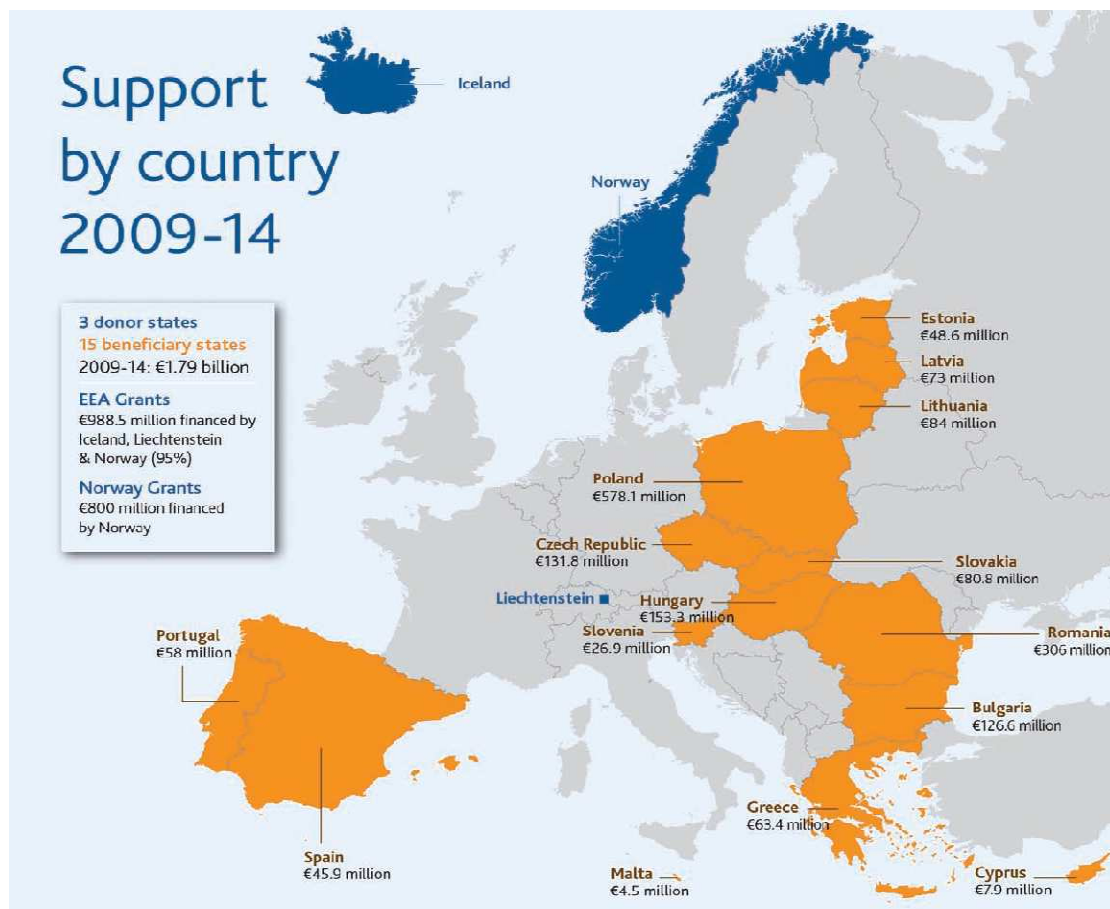 Support
by country
2009-14
Iceland
Norway
3 donor states
15 beneficiary states
2009-14: €1.79 billion
EEA Grants
€988.5 million financed by
Iceland, Liechtenstein
& Norway (95%)
Norway Grants
€800 million financed
by Norway
Estonia
€48.6 million
Latvia
€73 million
Lithuania
€84 million
Poland
€578.1 million
Czech Republic
€131.8 million
Slovakia
€80.8 million
Liechtenstein
Hungary
€153.3 million
Slovenia
€26.9 million
Portugal
€58 million
Romania
€306 million
Bulgaria
€126.6 million
Greece
€63.4 million
Spain
€45.9 million
Malta
€4.5 million
Cyprus
€7.9 million